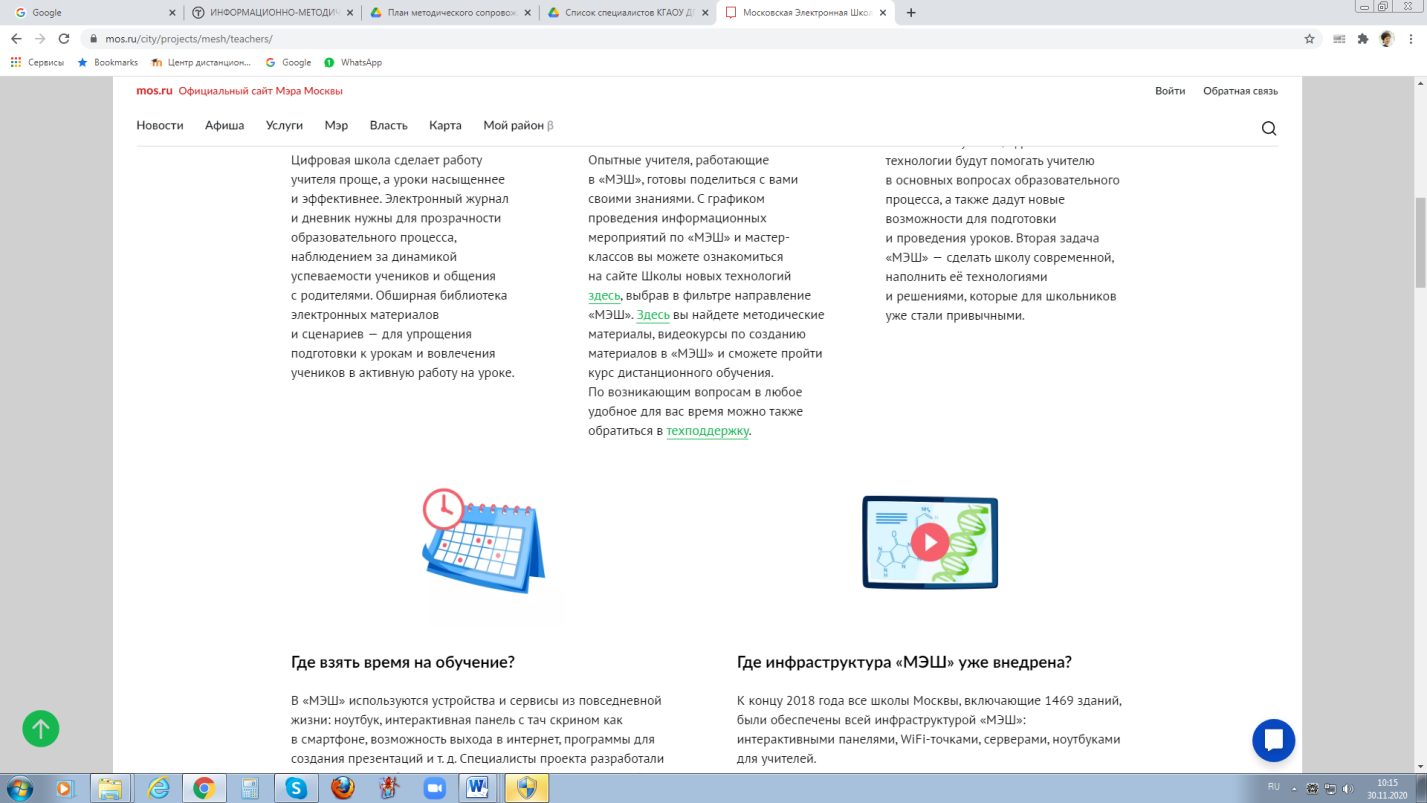 Google
ИНФОРМАЦИОННО-МЕТОДИЧ
План методического сопровож
Список специалистов КГАОУ ДП
Московская Электронная Шко
mos.ru/city/projects/mesh/teachers/
Сервисы
Bookmarks
Центр дистанцион...
Google
WhatsApp
mos.ru Официальный сайт Мэра Москвы
Войти
Обратная связь
Новости
Афиша
Услуги
Мэр
Власть
Карта
Мой район β
Цифровая школа сделает работу
учителя проще, а уроки насыщеннее
и эффективнее. Электронный журнал
и дневник нужны для прозрачности
образовательного процесса,
наблюдением за динамикой
успеваемости учеников и общения
с родителями. Обширная библиотека
электронных материалов
и сценариев — для упрощения
подготовки к урокам и вовлечения
учеников в активную работу на уроке.
Опытные учителя, работающие
в «МЭШ», готовы поделиться с вами
своими знаниями. С графиком
проведения информационных
мероприятий по «МЭШ» и мастер-
классов вы можете ознакомиться
на сайте Школы новых технологий
здесь, выбрав в фильтре направление
«МЭШ». Здесь вы найдете методические
материалы, видеокурсы по созданию
материалов в «МЭШ» и сможете пройти
курс дистанционного обучения.
По возникающим вопросам в любое
удобное для вас время можно также
обратиться в техподдержку.
технологии будут помогать учителю
в основных вопросах образовательного
процесса, а также дадут новые
возможности для подготовки
и проведения уроков. Вторая задача
«МЭШ» — сделать школу современной,
наполнить её технологиями
и решениями, которые для школьников
уже стали привычными.
Где взять время на обучение?
В «МЭШ» используются устройства и сервисы из повседневной
жизни: ноутбук, интерактивная панель с тач скрином как
в смартфоне, возможность выхода в интернет, программы для
создания презентаций и т. д. Специалисты проекта разработали
Где инфраструктура «МЭШ» уже внедрена?
К концу 2018 года все школы Москвы, включающие 1469 зданий,
были обеспечены всей инфраструктурой «МЭШ»:
интерактивными панелями, WiFi-точками, серверами, ноутбуками
для учителей.
RU
10:15
30.11.2020